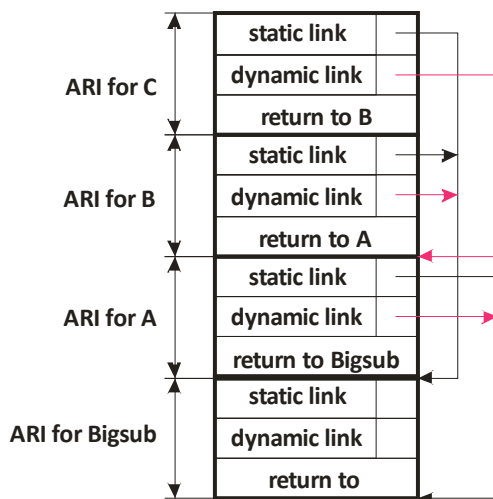 static link
dynamic link
ARI for C
return to B
static link
dynamic link
ARI for B
return to A
static link
dynamic link
ARI for A
return to Bigsub
static link
dynamic link
ARI for Bigsub
return to